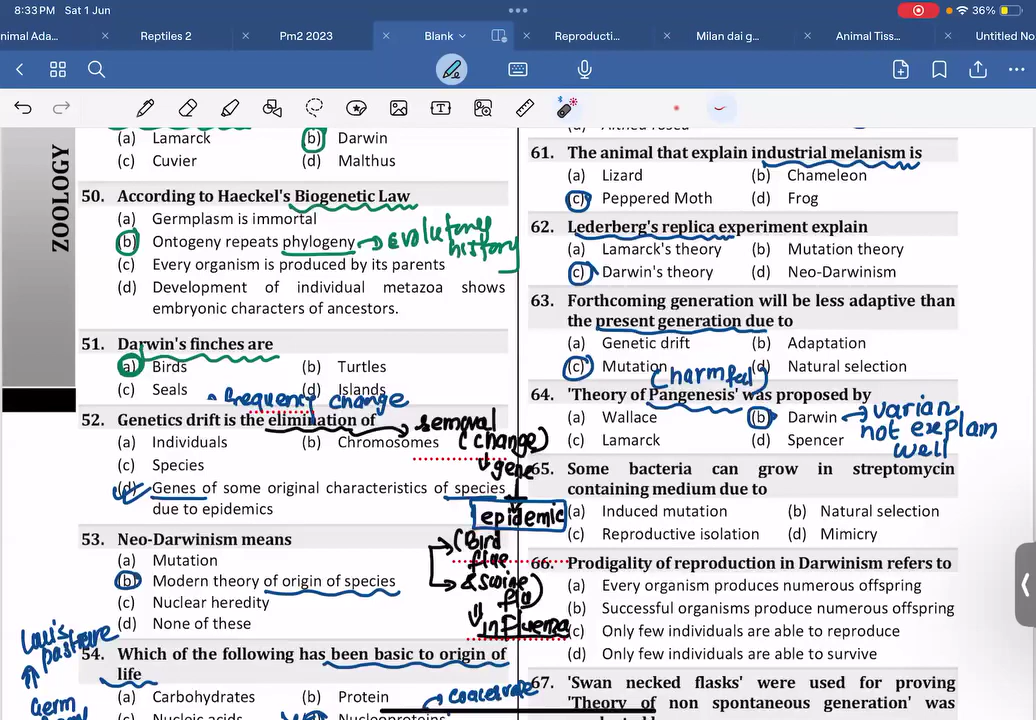 8:33 PM Sat 1 Jun
36%
nimal Ada...
Reptiles 2
Pm2 2023
Blank
Reproducti...
Milan dai g...
Animal Tiss...
Untitled No
ZOOLOGY
(a) Lamarck (b) Darwin
(c) Cuvier (d) Malthus
50. According to Haeckel's Biogenetic Law
(a) Germplasm is immortal
(b) Ontogeny repeats phylogeny
history
(c) Every organism is produced by its parents
(d) Development of individual metazoa shows
embryonic characters of ancestors.
51. Darwin's finches are
(a) Birds (b) Turtles
(c) Seals (d) Islands
frequency change
52. Genetics drift is the elimination of
removal
(change)
gene
(a) Individuals (b) Chromosomes
(c) Species
(d) Genes of some original characteristics of species
due to epidemics
epidemic
53. Neo-Darwinism means
(Bird
flue
& swine
flu)
(a) Mutation
(b) Modern theory of origin of species
(c) Nuclear heredity
(d) None of these
54. Which of the following has been basic to origin of
life
pasture
Germ
(a) Carbohydrates (b) Protein
(c) Nucleic acids Nucleoproteins
61. The animal that explain industrial melanism is
(a) Lizard (b) Chameleon
(c) Peppered Moth (d) Frog
62. Lederberg's replica experiment explain
(a) Lamarck's theory (b) Mutation theory
(c) Darwin's theory (d) Neo-Darwinism
63. Forthcoming generation will be less adaptive than
the present generation due to
(a) Genetic drift (b) Adaptation
(c) Mutation (d) Natural selection
(harmful)
64. 'Theory of Pangenesis' was proposed by
(a) Wallace (b) Darwin
(c) Lamarck (d) Spencer
varian
not explain
well
65. Some bacteria can grow in streptomycin
containing medium due to
(a) Induced mutation (b) Natural selection
(c) Reproductive isolation (d) Mimicry
66. Prodigality of reproduction in Darwinism refers to
(a) Every organism produces numerous offspring
(b) Successful organisms produce numerous offspring
(c) Only few individuals are able to reproduce
(d) Only few individuals are able to survive
67. 'Swan necked flasks' were used for proving
'Theory of non spontaneous generation' was